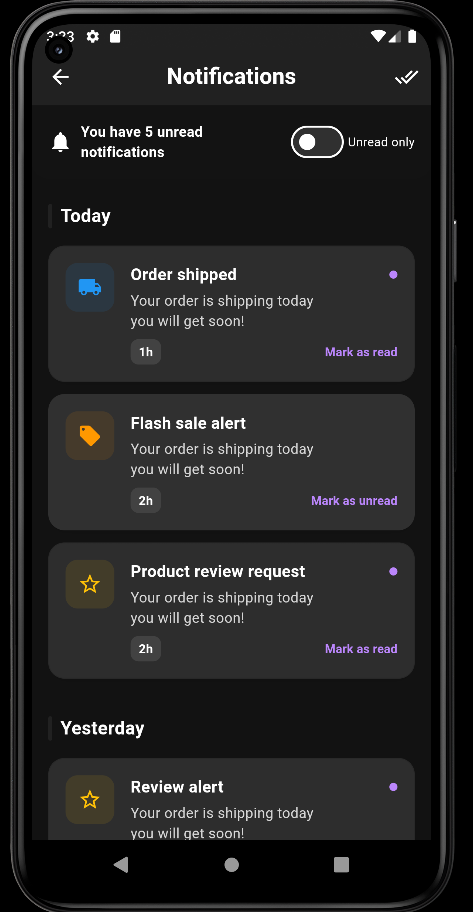 3:23
Notifications
You have 5 unread
notifications
Unread only
Today
Order shipped
Your order is shipping today
you will get soon!
1h
Mark as read
Flash sale alert
Your order is shipping today
you will get soon!
2h
Mark as unread
Product review request
Your order is shipping today
you will get soon!
2h
Mark as read
Yesterday
Review alert
Your order is shipping today
you will get soon!